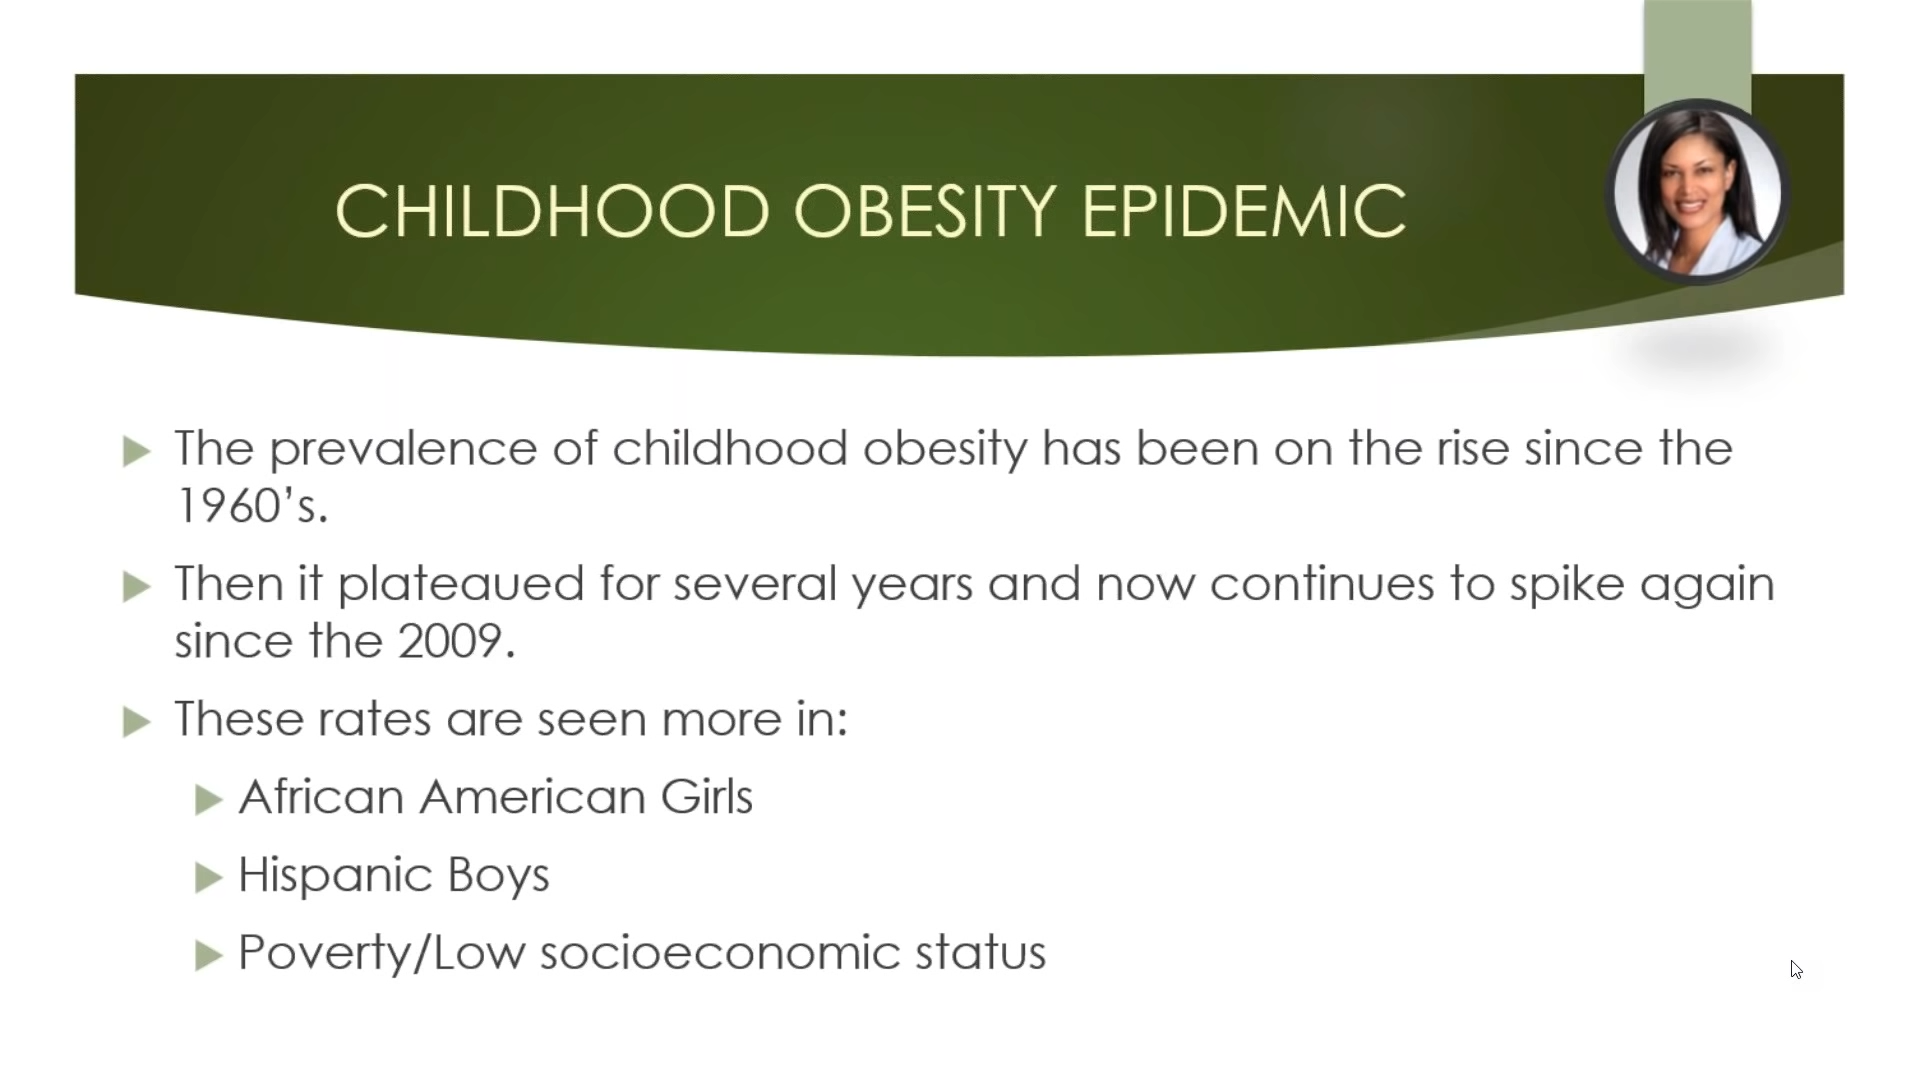 CHILDHOOD OBESITY EPIDEMIC
The prevalence of childhood obesity has been on the rise since the
1960’s.
Then it plateaued for several years and now continues to spike again
since the 2009.
These rates are seen more in:
African American Girls
Hispanic Boys
Poverty/Low socioeconomic status